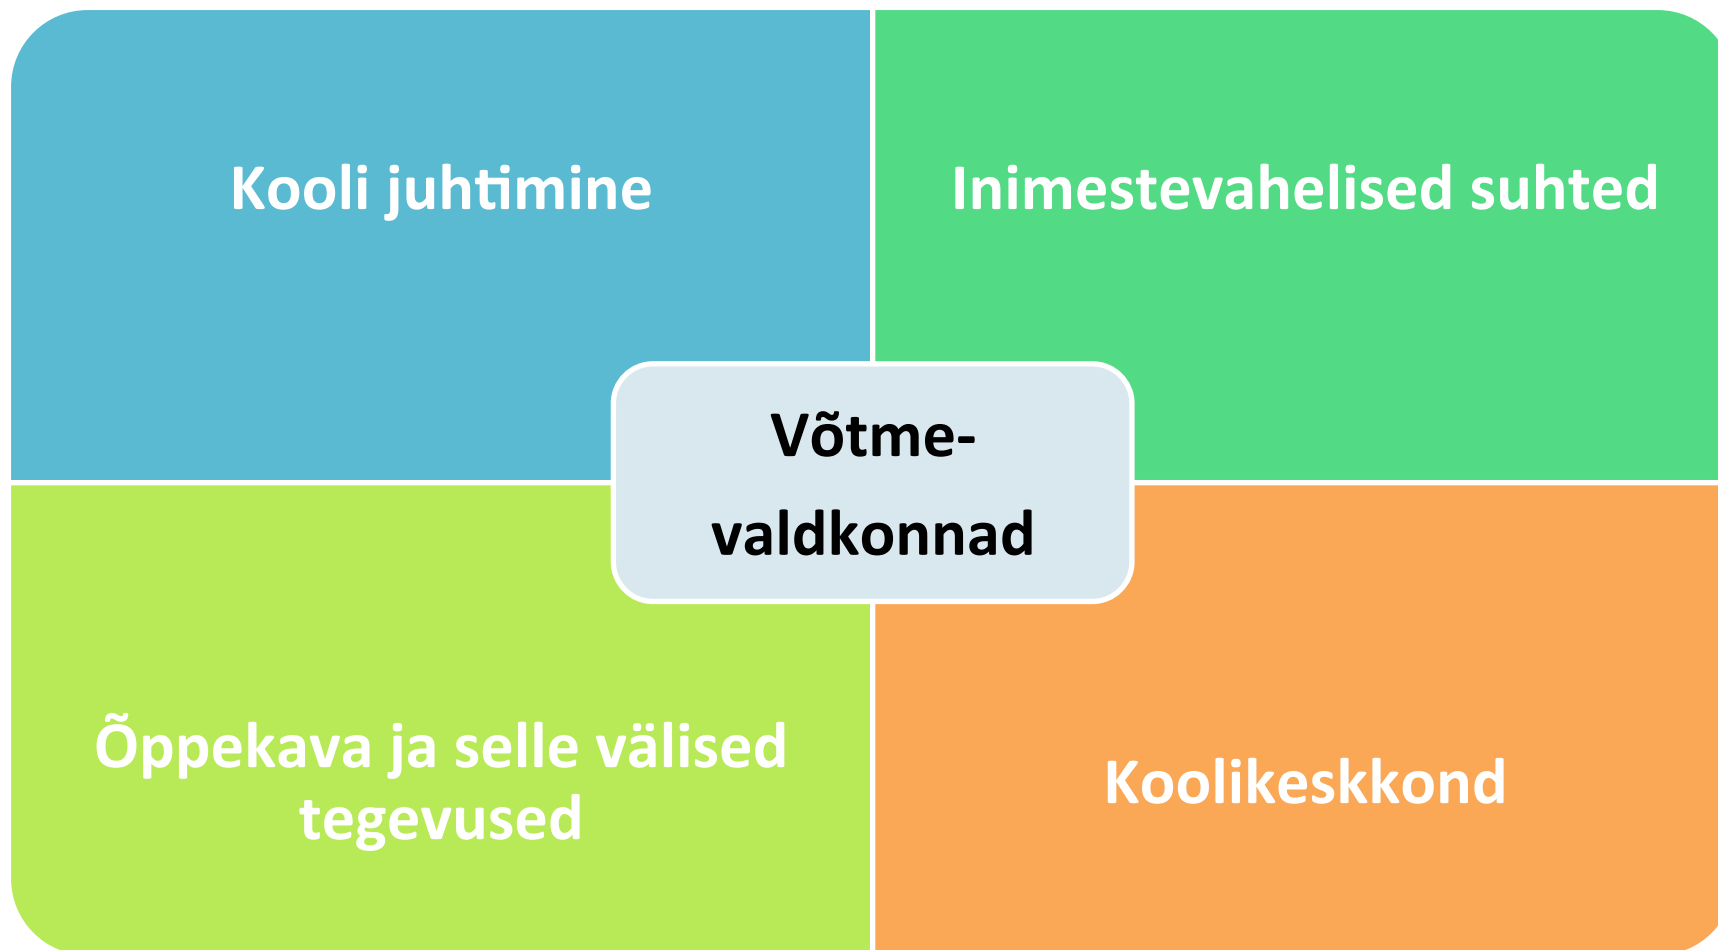 Kooli juhtimine
Inimestevahelised suhted
Võtme-
valdkonnad
Õppekava ja selle välised
tegevused
Koolikeskkond